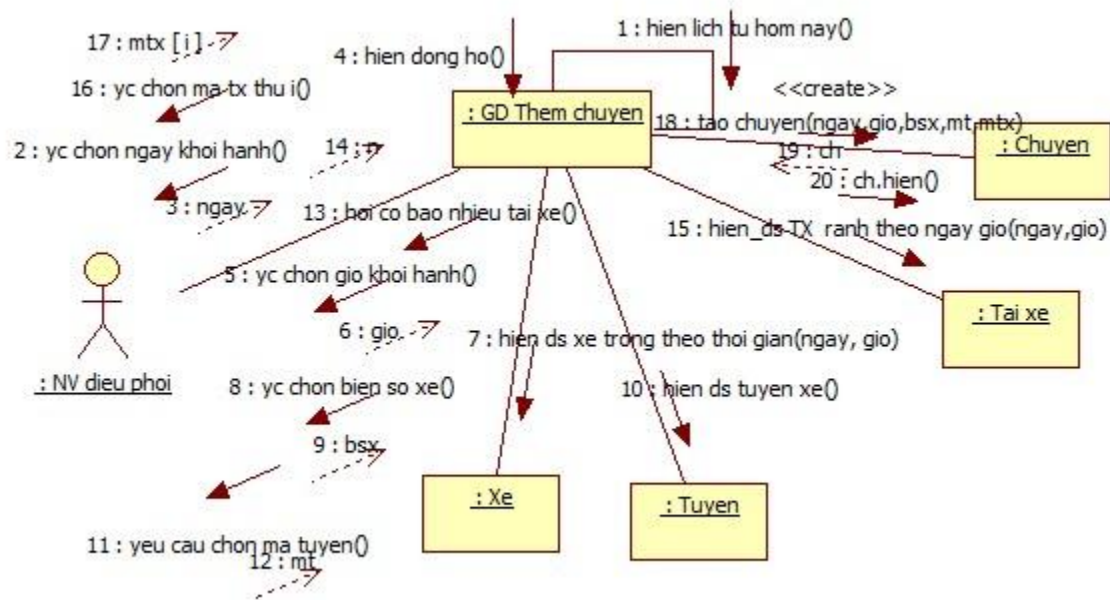 1 : hien lich tu hom nay()
17 : mtx [ i ]
4 : hien dong ho()
16 : yc chon ma tx thu i()
<<create>>
: GD Them chuyen
18 : tao chuyen(ngay,gio,bsx,mt,mtx)
: Chuyen
2 : yc chon ngay khoi hanh()
14 : n
19 : ch
20 : ch.hien()
3 : ngay
13 : hoi co bao nhieu tai xe()
15 : hien_ds TX ranh theo ngay gio(ngay,gio)
5 : yc chon gio khoi hanh()
: Tai xe
6 : gio
7 : hien ds xe trong theo thoi gian(ngay, gio)
: NV dieu phoi
8 : yc chon bien so xe()
10 : hien ds tuyen xe()
9 : bsx
: Xe
: Tuyen
11 : yeu cau chon ma tuyen()
12 : mt